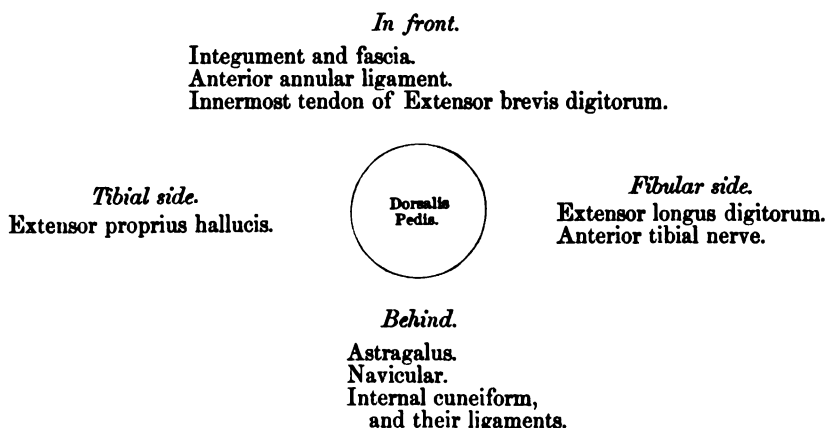 In front.
Integument and fascia.
Anterior annular ligament.
Innermost tendon of Extensor brevis digitorum.
Tibial side.
Extensor proprius hallucis.
Dorsalis
Pedis.
Fibular side.
Extensor longus digitorum.
Anterior tibial nerve.
Behind.
Astragalus.
Navicular.
Internal cuneiform,
and their ligaments.